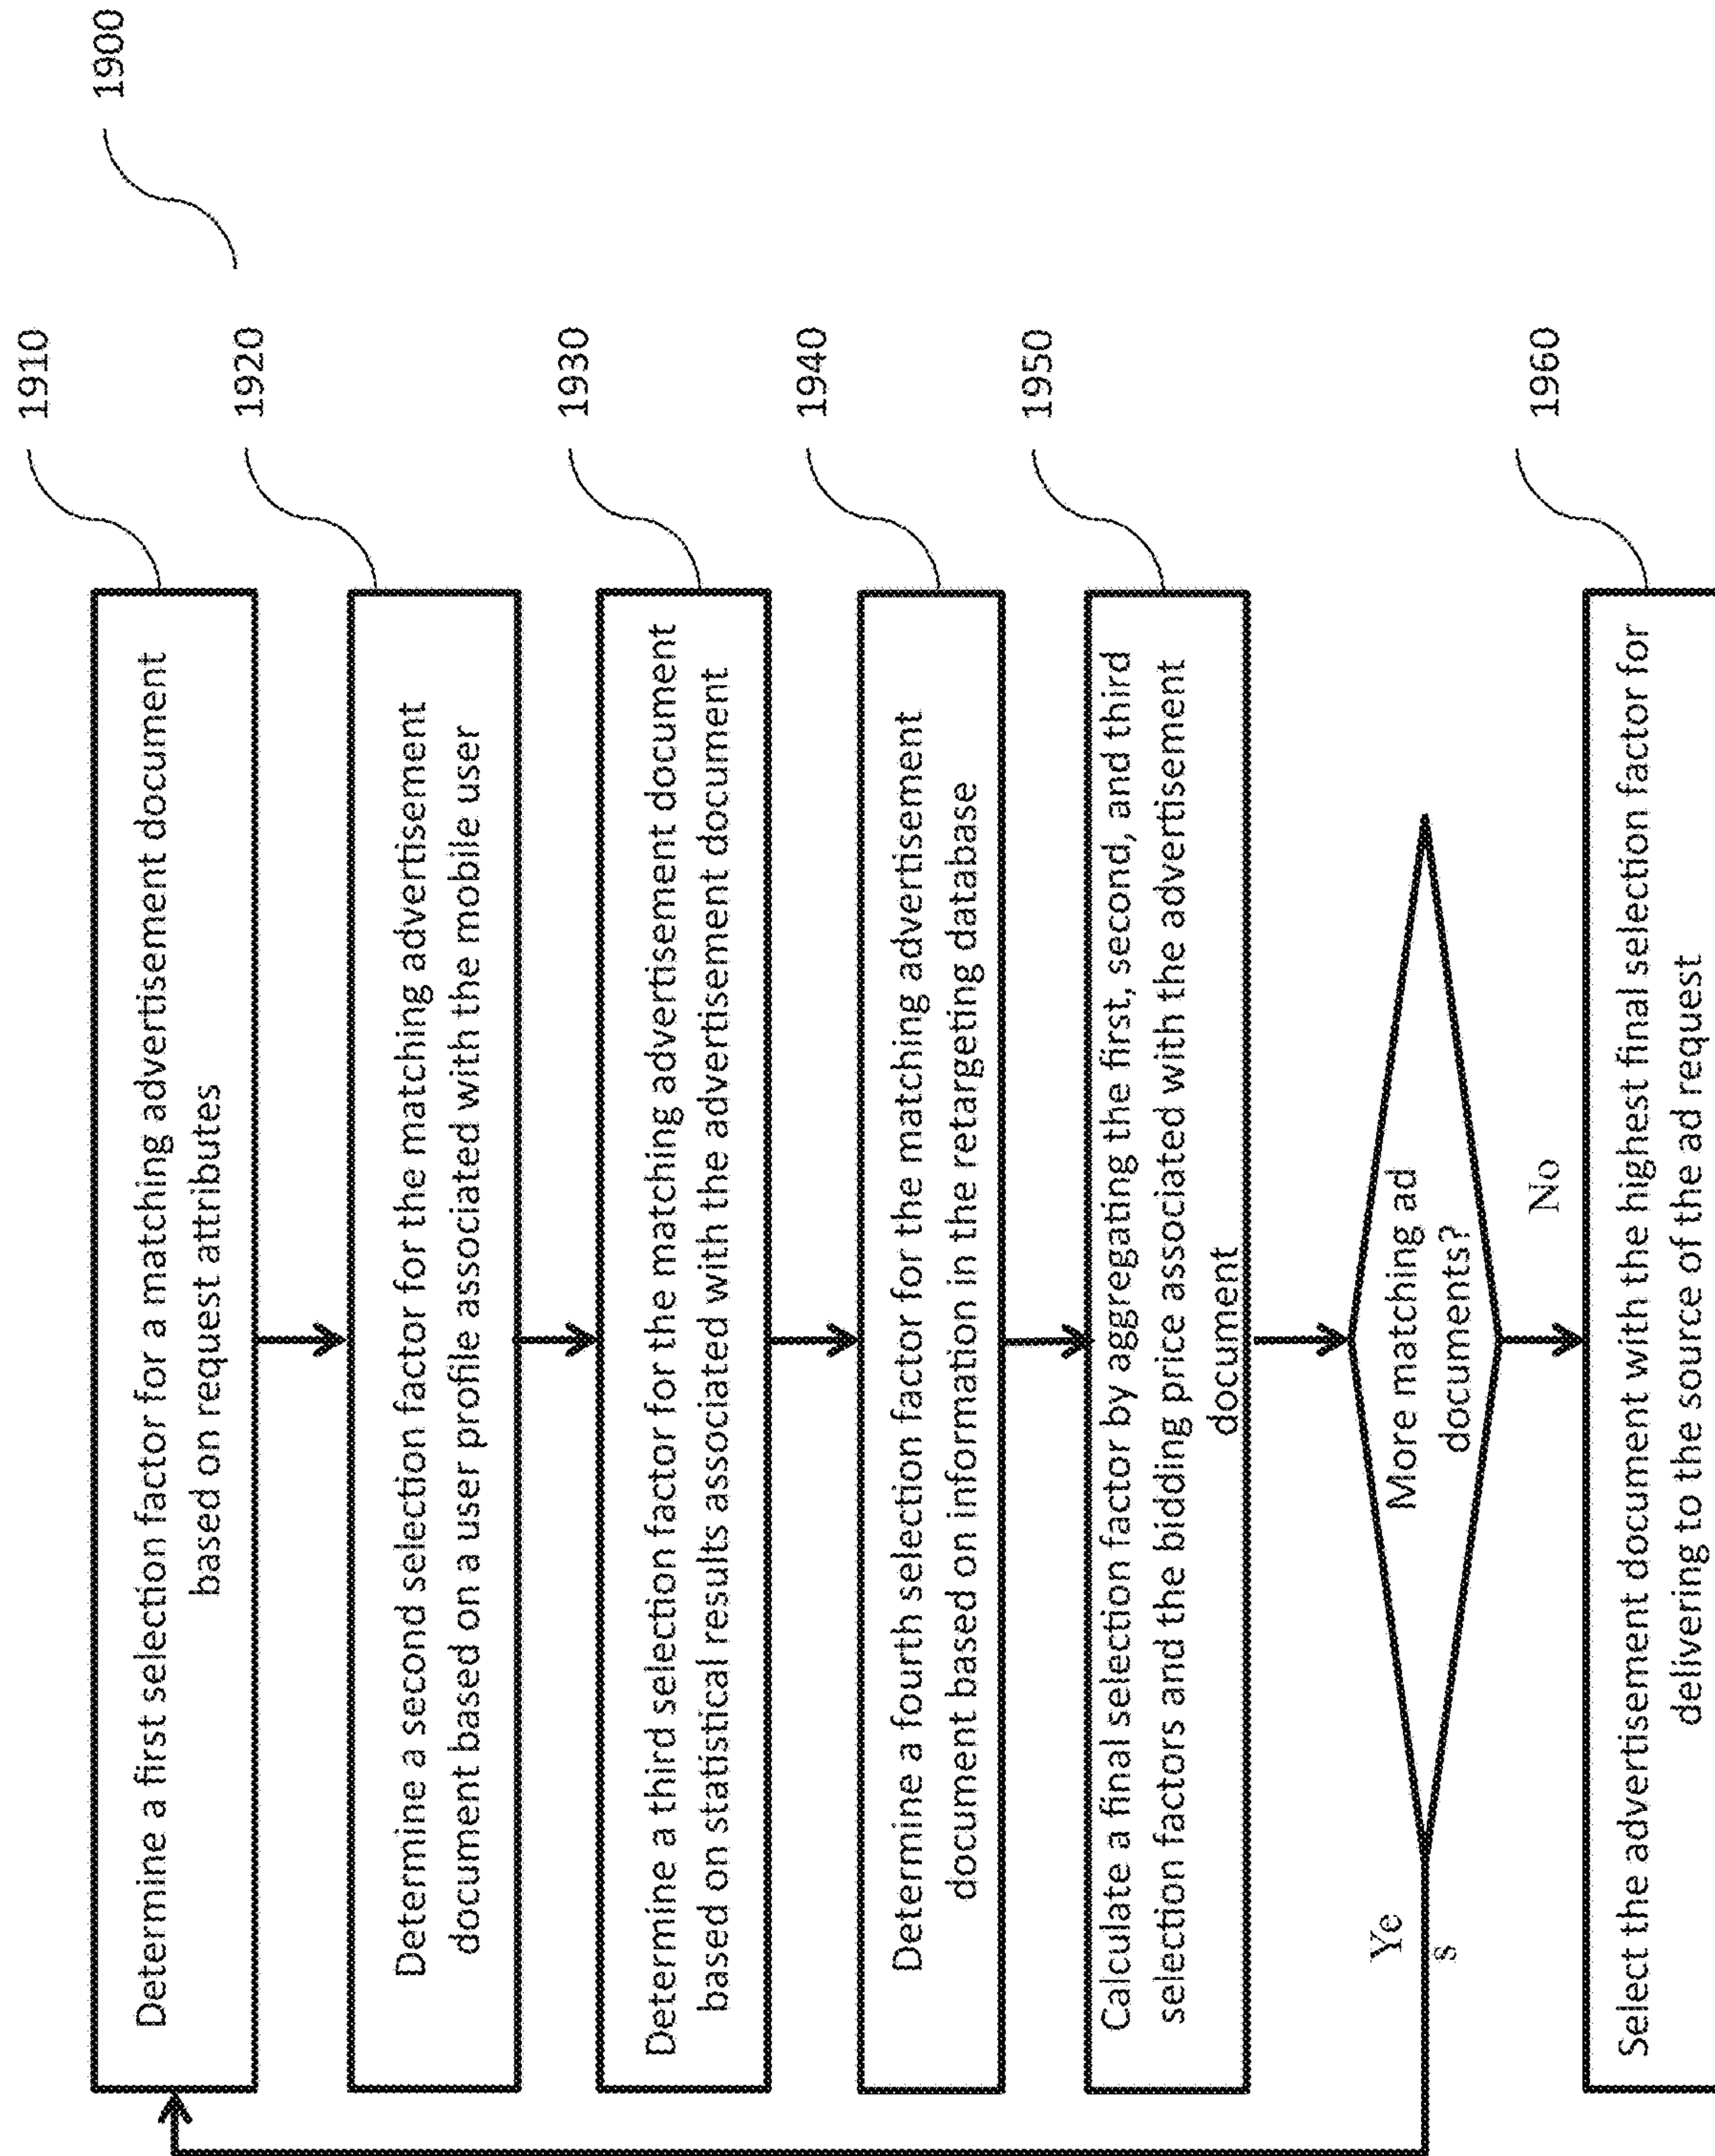 1900
1910
Determine a first selection factor for a matching advertisement document
based on request attributes
1920
Determine a second selection factor for the matching advertisement
document based on a user profile associated with the mobile user
1930
Determine a third selection factor for the matching advertisement document
based on statistical results associated with the advertisement document
1940
Determine a fourth selection factor for the matching advertisement
document based on information in the retargeting database
1950
Calculate a final selection factor by aggregating the first, second, and third
selection factors and the bidding price associated with the advertisement
document
More matching ad
documents?
Ye
s
No
1960
Select the advertisement document with the highest final selection factor for
delivering to the source of the ad request